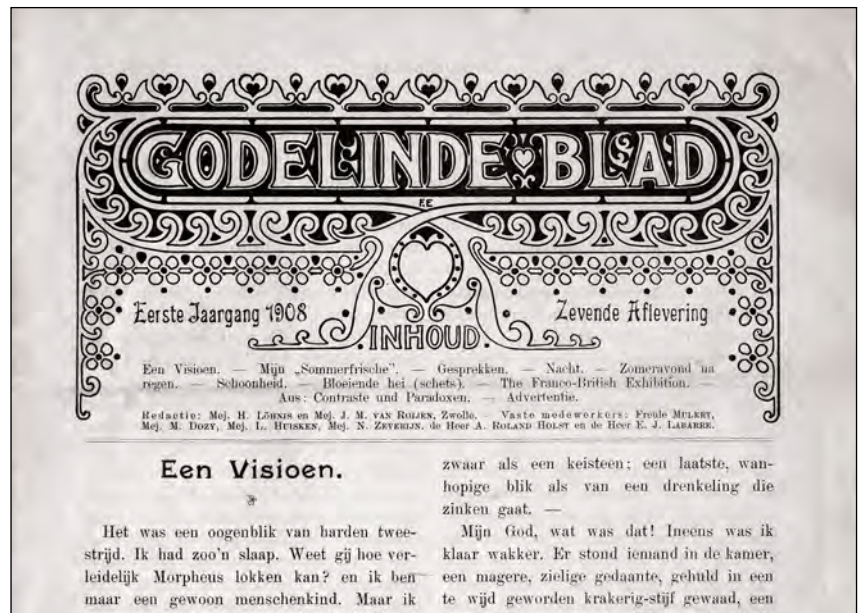 GODELINDE BLAD
EE
Eerste Jaargang 1908
Zevende Aflevering
INHOUD.
Een Visioen. — Mijn „Sommerfrische”. — Gesprekken. — Nacht. — Zomeravond na
regen. — Schoonheid. — Bloeiende hei (schets). — The Franco-British Exhibition. —
Aus: Contraste und Paradoxen. — Advertentie.
Redactie: Mej. H. Löhnis en Mej. J. M. van Ruijen, Zwolle. — Vaste medewerkers: Freule Mulert,
Mej. M. Dozy, Mej. L. Huisken, Mej. N. Zeverijn, de Heer A. Roland Holst en de Heer E. J. Labarre.
Een Visioen.
Het was een oogenblik van harden twee-
strijd. Ik had zoo'n slaap. Weet gij hoe ver-
leidelijk Morpheus lokken kan? en ik ben
maar een gewoon menschenkind. Maar ik
zwaar als een keisteen; een laatste, wan-
hopige blik als van een drenkeling die
zinken gaat. —
Mijn God, wat was dat! Ineens was ik
klaar wakker. Er stond iemand in de kamer,
een magere, zielige gedaante, gehuld in een
te wijd geworden krakerig-stijf gewaad, een